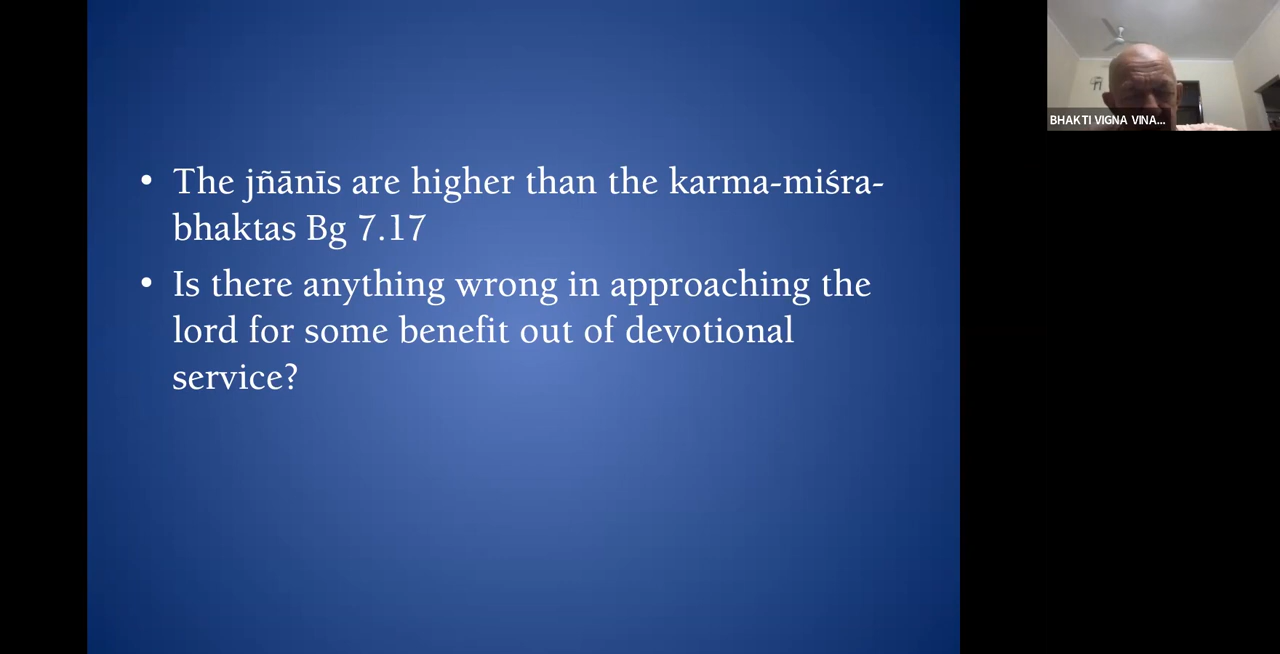 • The jñānīs are higher than the karma-miśra-
bhaktas Bg 7.17
• Is there anything wrong in approaching the
lord for some benefit out of devotional
service?
BHAKTI VIGNA VINA...